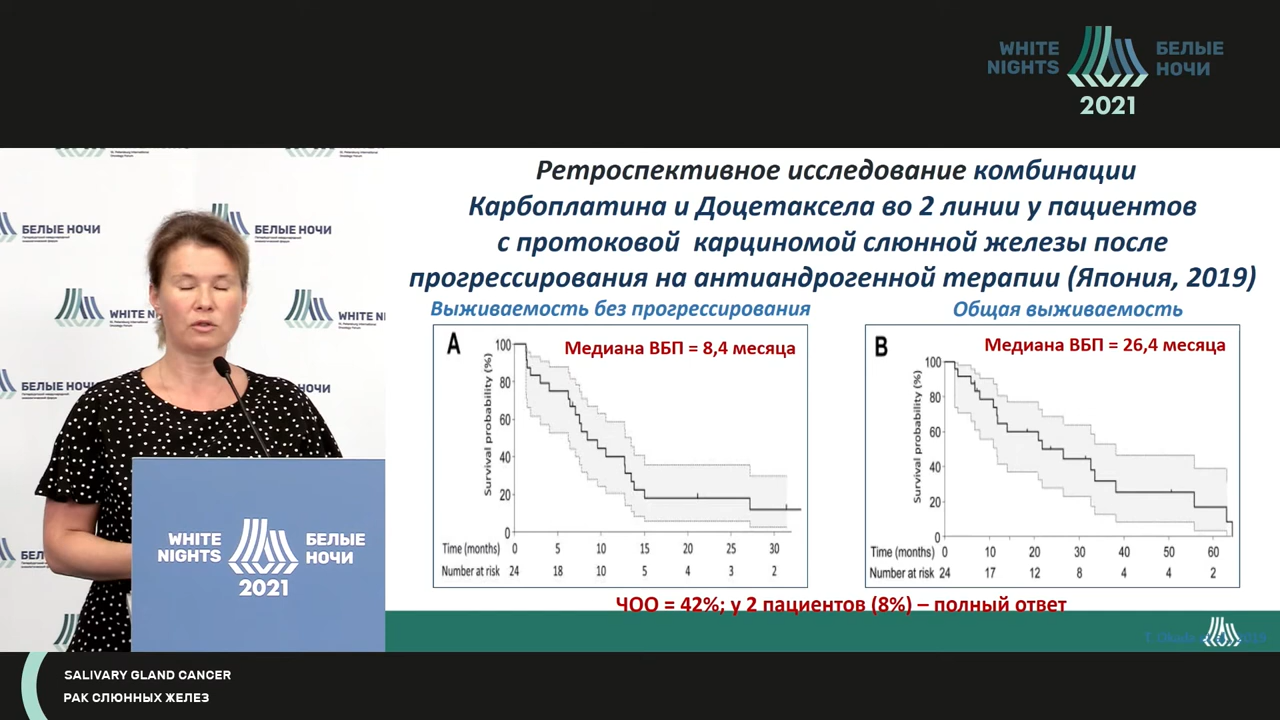 WHITE
NIGHTS
БЕЛЫЕ
НОЧИ
2021
Ретроспективное исследование комбинации
Карбоплатина и Доцетаксела во 2 линии у пациентов
с протоковой карциномой слюнной железы после
прогрессирования на антиандрогенной терапии (Япония, 2019)
Выживаемость без прогрессирования
Общая выживаемость
A
Медиана ВБП = 8,4 месяца
Survival probability (%)
100
80
60
40
20
0
Time (months) 0 5 10 15 20 25 30
Number at risk 24 18 10 5 4 3 2
B
Медиана ВБП = 26,4 месяца
Survival probability (%)
100
80
60
40
20
0
Time (months) 0 10 20 30 40 50 60
Number at risk 24 17 12 8 4 4 2
ЧОО = 42%; у 2 пациентов (8%) – полный ответ
БЕЛЫЕ НОЧИ
БЕЛЫЕ НОЧИ
WHITE NI
WHITE NI
БЕЛЫЕ НОЧИ
НОЧИ
БЕЛ
WHITE
NIGHTS
БЕЛЫЕ
НОЧИ
2021
SALIVARY GLAND CANCER
РАК СЛЮННЫХ ЖЕЛЕЗ